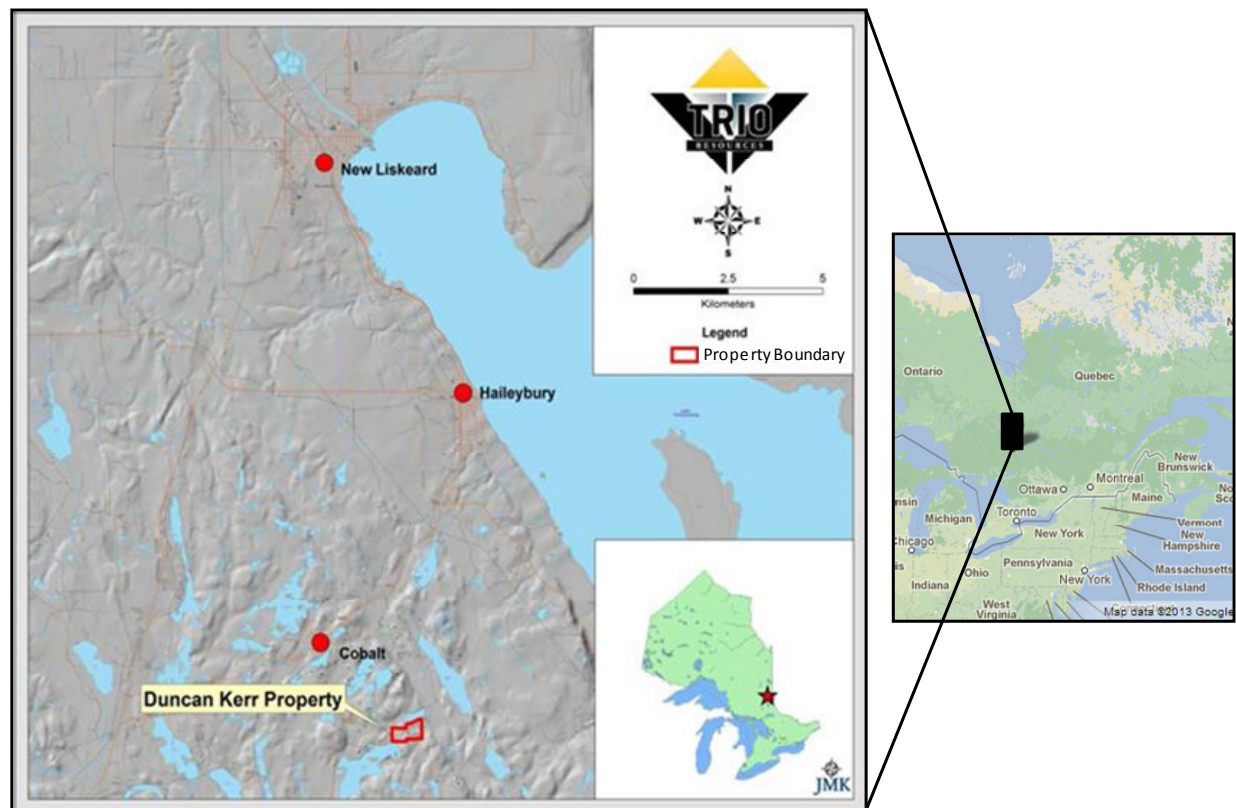 TRIO
RESOURCES
N
W
E
S
0
2.5
5
Kilometers
Legend
Property Boundary
New Liskeard
Haileybury
Cobalt
Duncan Kerr Property
JMK
Ontario
Quebec
New
Brunswick
Ottawa
Montreal
Maine
nsin
Michigan
Toronto
New York
Vermont
New
Hampshire
Chicago
Pennsylvania
Massachusetts
is
Indiana
Ohio
New York
Rhode Island
West
Virginia
Map data ©2013 Google